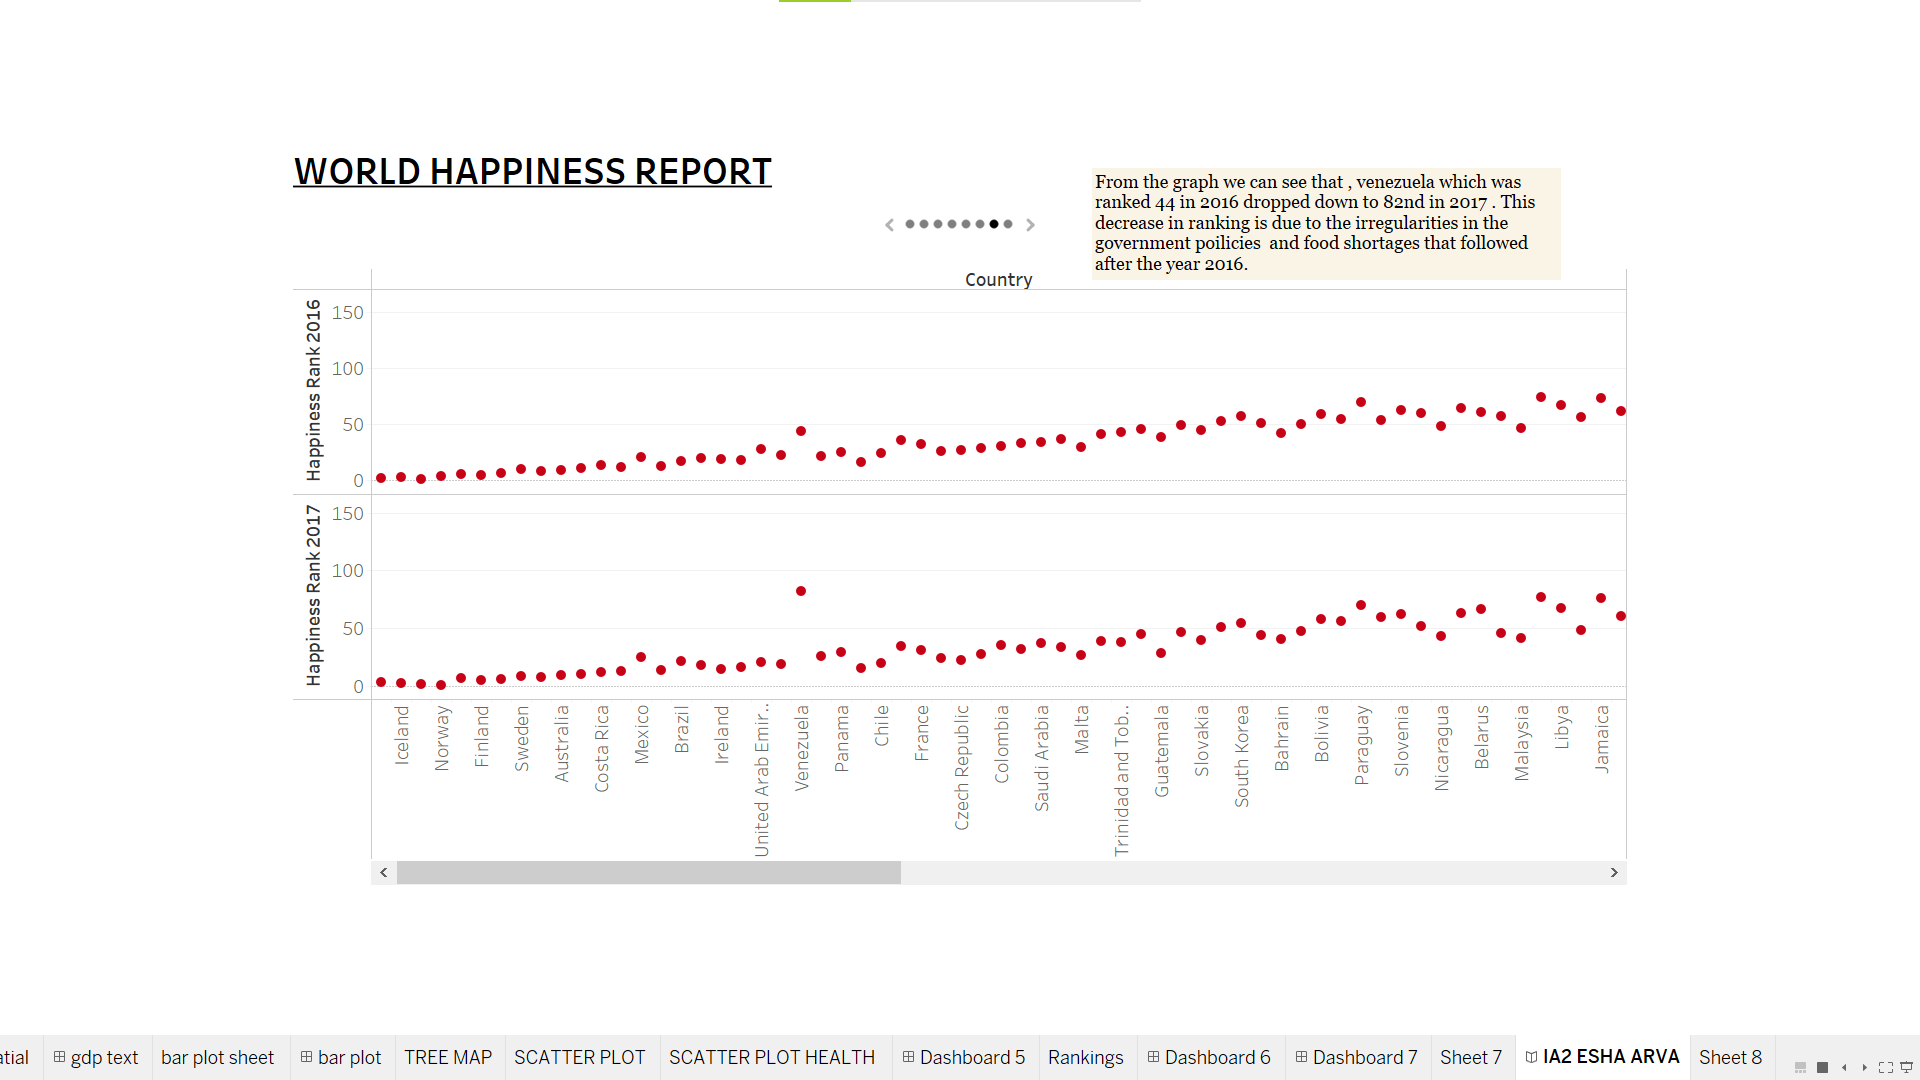 WORLD HAPPINESS REPORT
From the graph we can see that , venezuela which was
ranked 44 in 2016 dropped down to 82nd in 2017 . This
decrease in ranking is due to the irregularities in the
government poilicies  and food shortages that followed
after the year 2016.
Country
Happiness Rank 2016
150
100
50
0
Happiness Rank 2017
150
100
50
0
Iceland
Norway
Finland
Sweden
Australia
Costa Rica
Mexico
Brazil
Ireland
United Arab Emir..
Venezuela
Panama
Chile
France
Czech Republic
Colombia
Saudi Arabia
Malta
Trinidad and Tob..
Guatemala
Slovakia
South Korea
Bahrain
Bolivia
Paraguay
Slovenia
Nicaragua
Belarus
Malaysia
Libya
Jamaica
atial
gdp text
bar plot sheet
bar plot
TREE MAP
SCATTER PLOT
SCATTER PLOT HEALTH
Dashboard 5
Rankings
Dashboard 6
Dashboard 7
Sheet 7
IA2 ESHA ARVA
Sheet 8